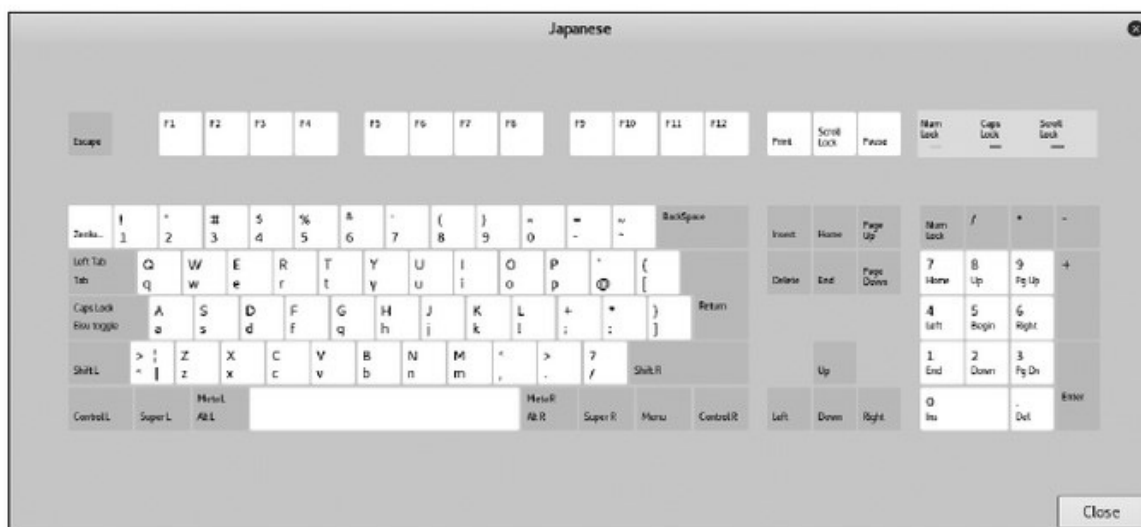 Japanese
Escape F1 F2 F3 F4 F5 F6 F7 F8 F9 F10 F11 F12 Print Scroll Lock Pause Num Lock Caps Lock Scroll Lock
! " # $ % & ' ( ) = ~ BackSpace Insert Home Page Up Num Lock / * -
Zenku... 1 2 3 4 5 6 7 8 9 0 - ^
Left Tab Q W E R T Y U I O P ` { Delete End Page Down 7 8 9 +
Tab q w e r t y u i o p @ [ Home Up Pg Up
Caps Lock A S D F G H J K L + * } Return 4 5 6
Eisu toggle a s d f g h j k l ; : ] Left Begin Right
Shift L > ¦ Z X C V B N M < > ? Shift R Up 1 2 3
z x c v b n m , . / End Down Pg Dn
Control L Super L Meta L Alt L Meta R Alt R Super R Menu Control R Left Down Right 0 . Enter
Ins Del
Close